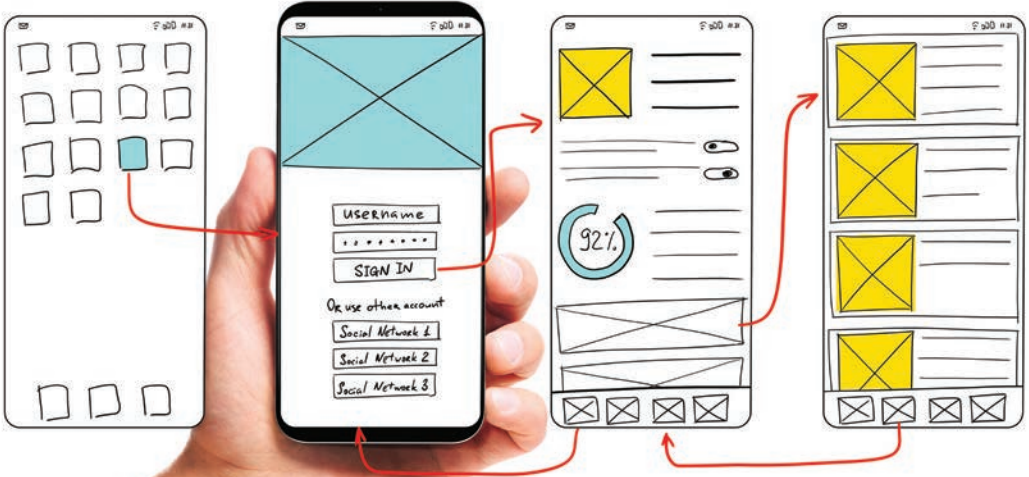 Username
SIGN IN
Or use other account
Social Network 1
Social Network 2
Social Network 3
92%